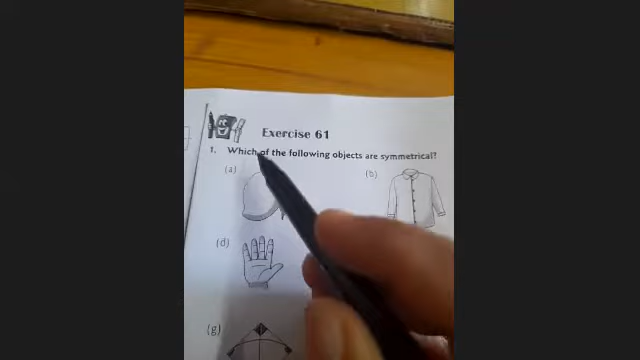 Exercise 61
1. Which of the following objects are symmetrical?
(a) (b)
(d)
(g)